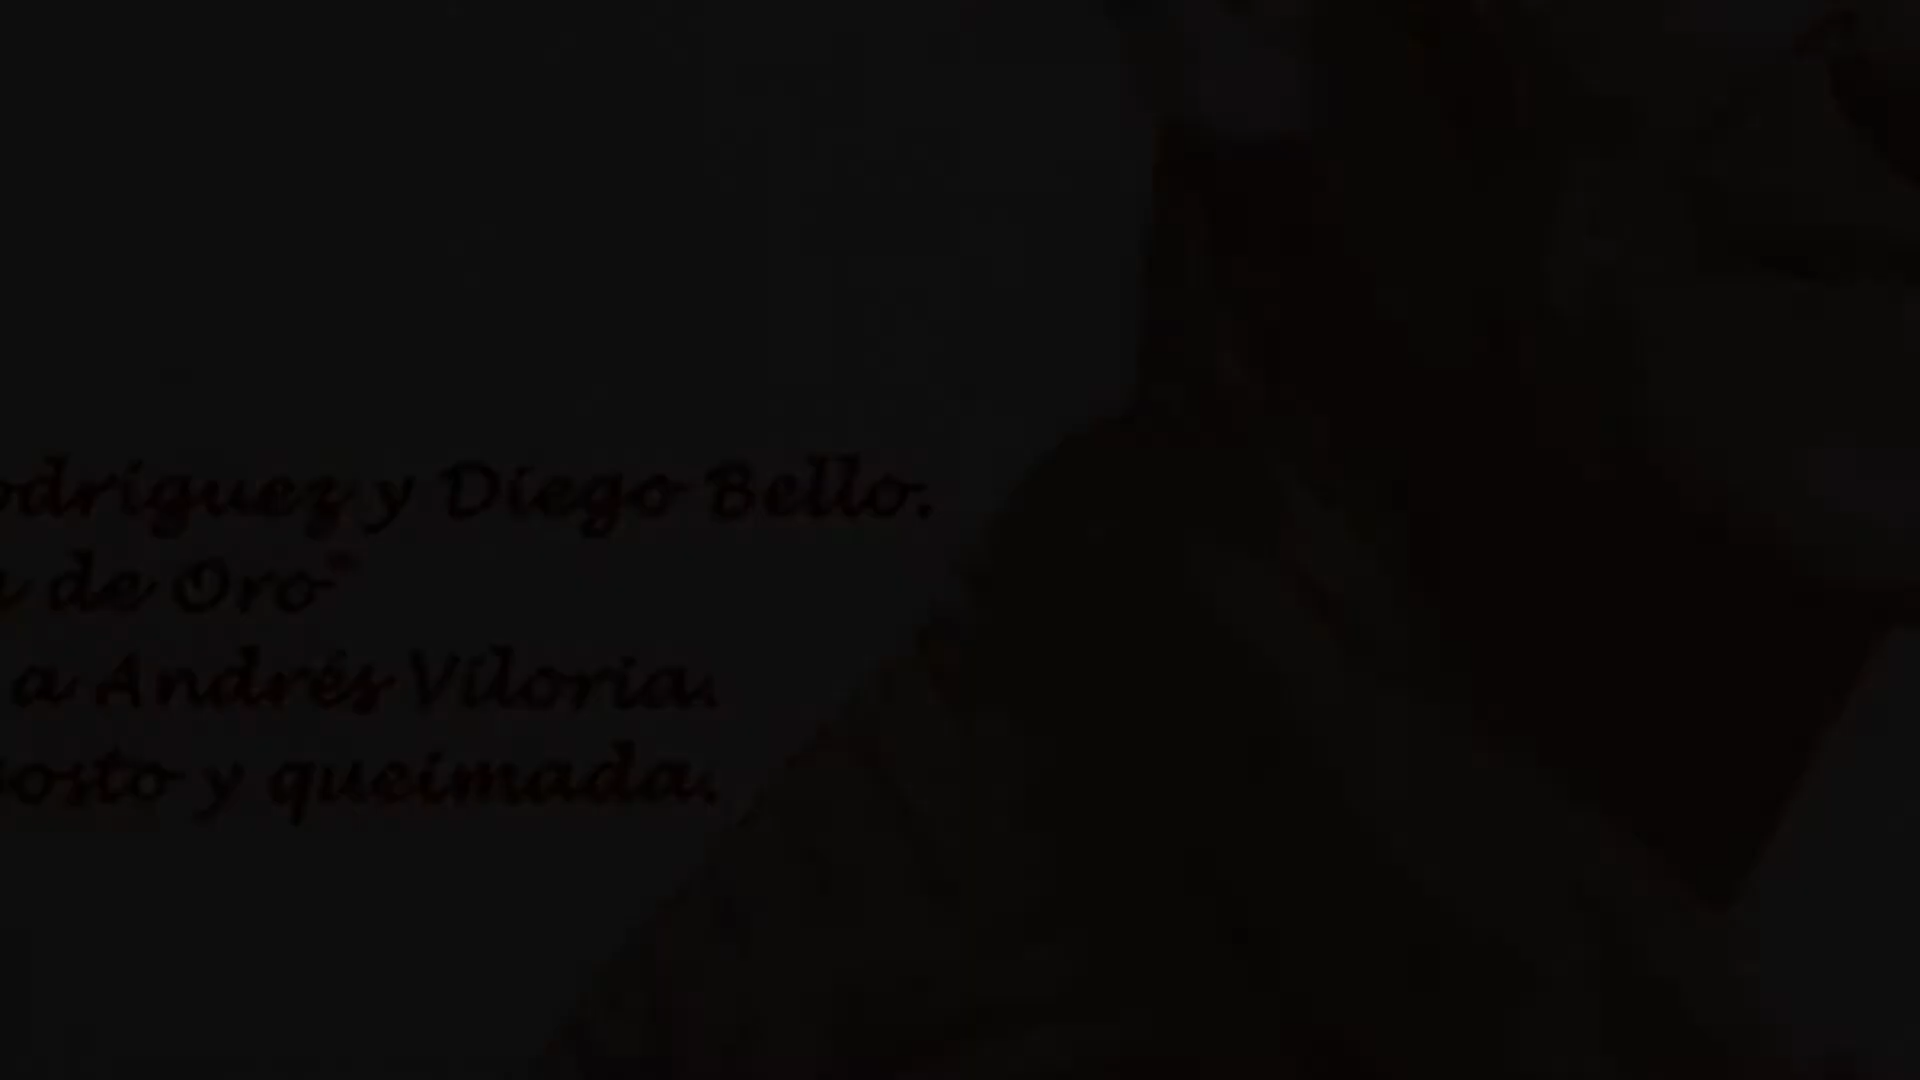 odríguez y Diego Bello.
de Oro"
a Andrés Viloria.
osto y queimada.